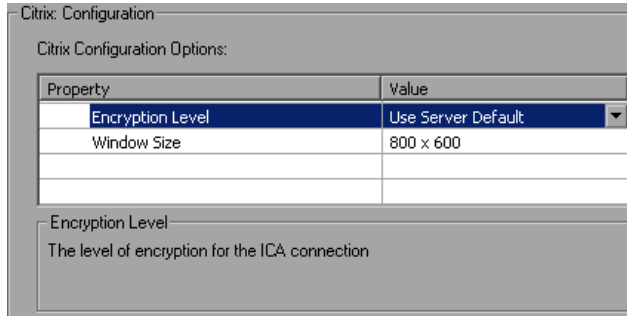 Citrix: Configuration
Citrix Configuration Options:
Property Value
Encryption Level Use Server Default
Window Size 800 x 600
Encryption Level
The level of encryption for the ICA connection